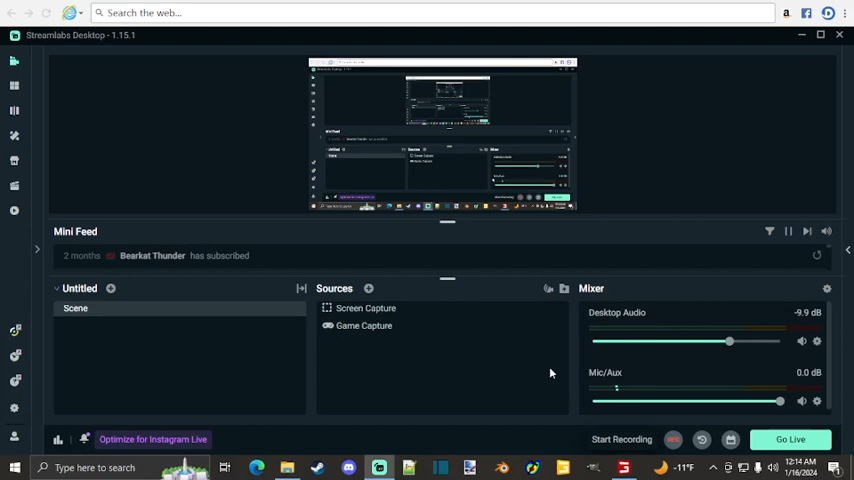 Search the web...
Streamlabs Desktop - 1.15.1
Mini Feed
2 months Bearkat Thunder has subscribed
Untitled
Scene
Sources
Screen Capture
Game Capture
Mixer
Desktop Audio -9.9 dB
Mic/Aux 0.0 dB
Optimize for Instagram Live
Start Recording REC
Go Live
Type here to search
-11°F
12:14 AM
1/16/2024